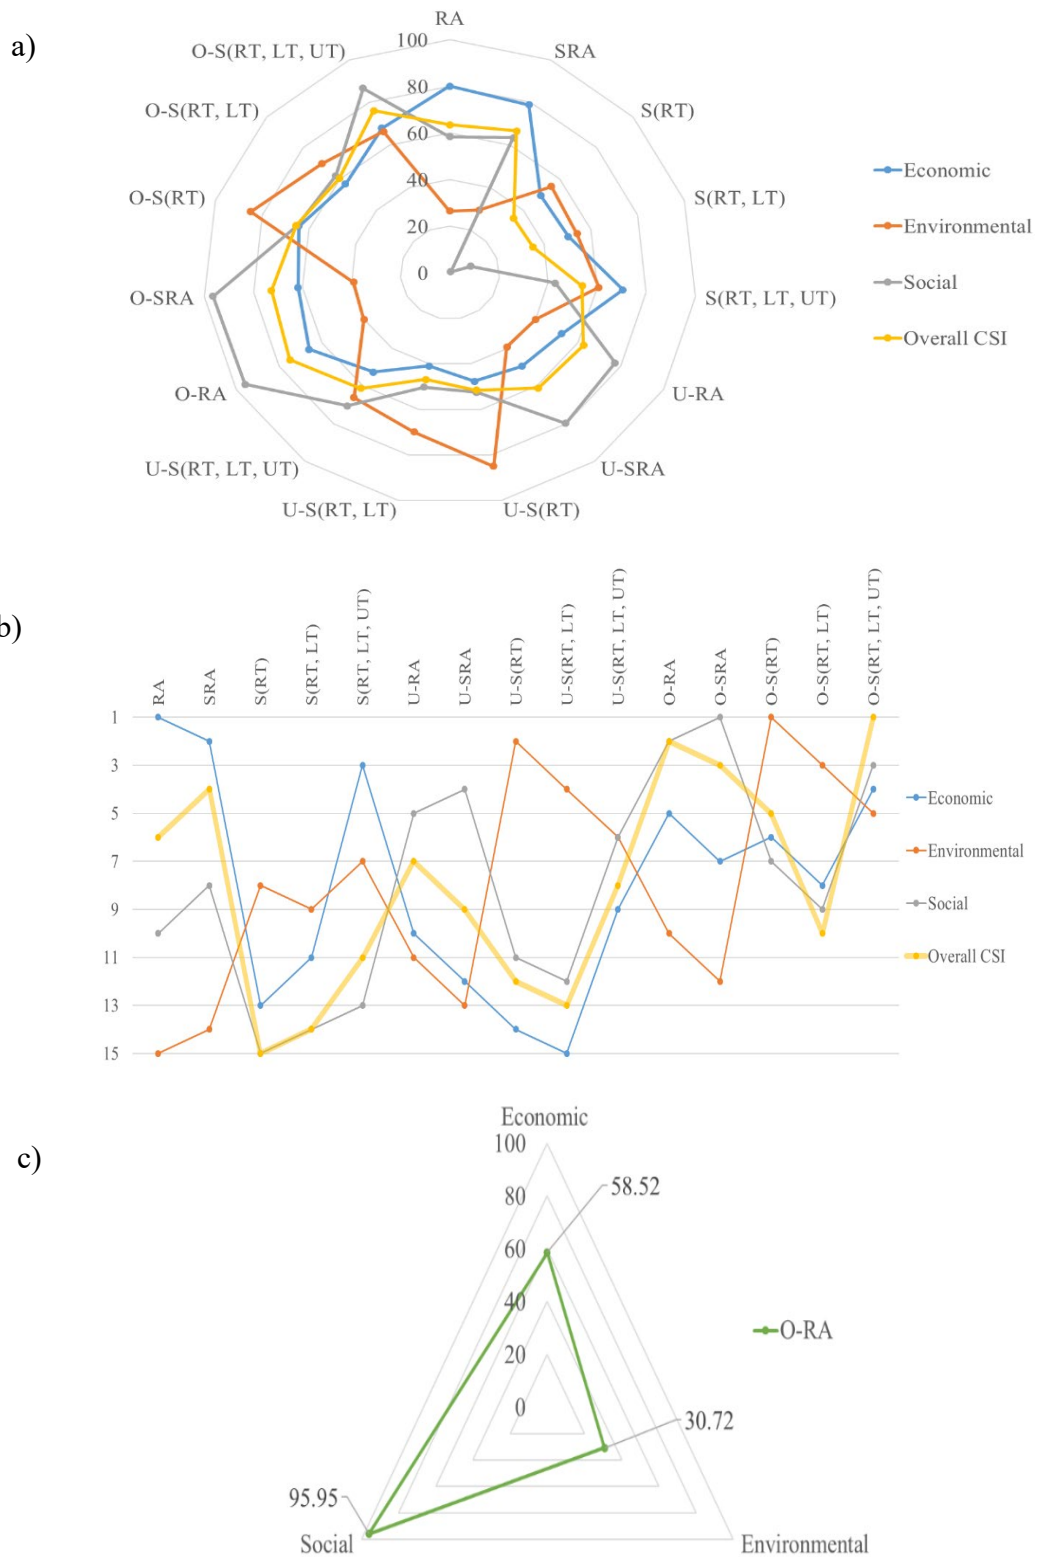 a)
RA
SRA
S(RT)
S(RT, LT)
S(RT, LT, UT)
U-RA
U-SRA
U-S(RT)
U-S(RT, LT)
U-S(RT, LT, UT)
O-RA
O-SRA
O-S(RT)
O-S(RT, LT)
O-S(RT, LT, UT)
100
80
60
40
20
0
Economic
Environmental
Social
Overall CSI
b)
RA
SRA
S(RT)
S(RT, LT)
S(RT, LT, UT)
U-RA
U-SRA
U-S(RT)
U-S(RT, LT)
U-S(RT, LT, UT)
O-RA
O-SRA
O-S(RT)
O-S(RT, LT)
O-S(RT, LT, UT)
1
3
5
7
9
11
13
15
Economic
Environmental
Social
Overall CSI
c)
Economic
100
80
60
40
20
0
58.52
O-RA
30.72
95.95
Social
Environmental